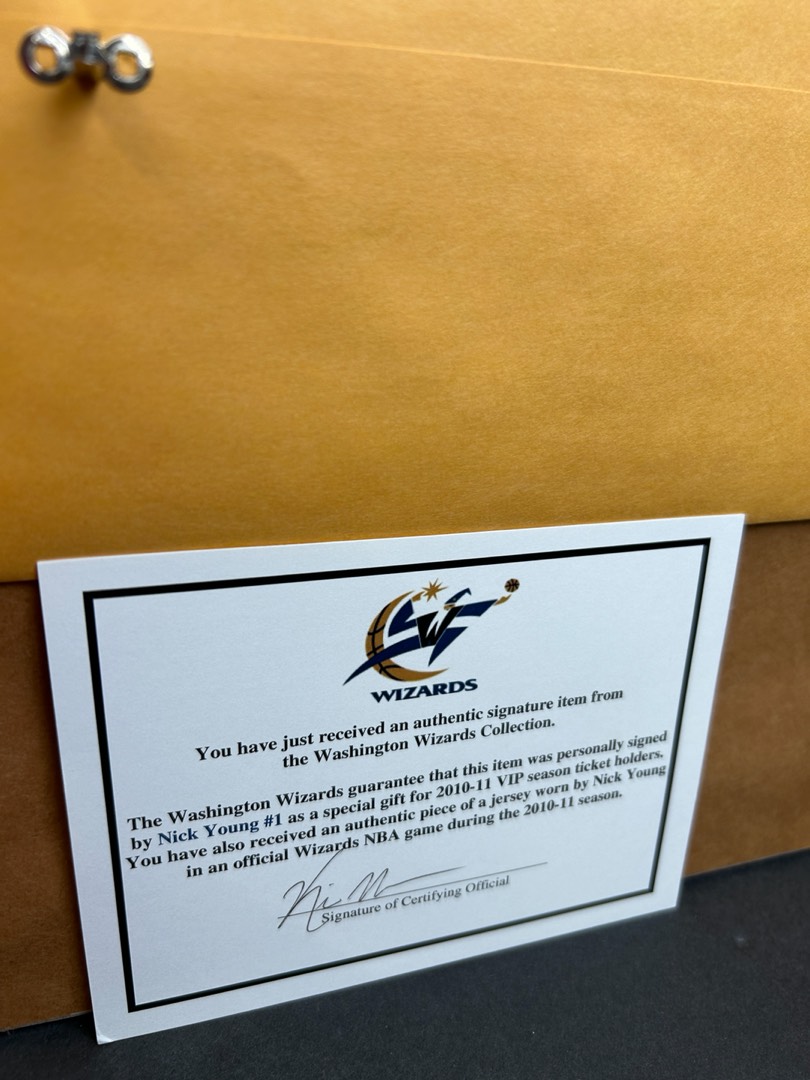 WIZARDS
You have just received an authentic signature item from
the Washington Wizards Collection.
The Washington Wizards guarantee that this item was personally signed
by Nick Young #1 as a special gift for 2010-11 VIP season ticket holders.
You have also received an authentic piece of a jersey worn by Nick Young
in an official Wizards NBA game during the 2010-11 season.
Signature of Certifying Official